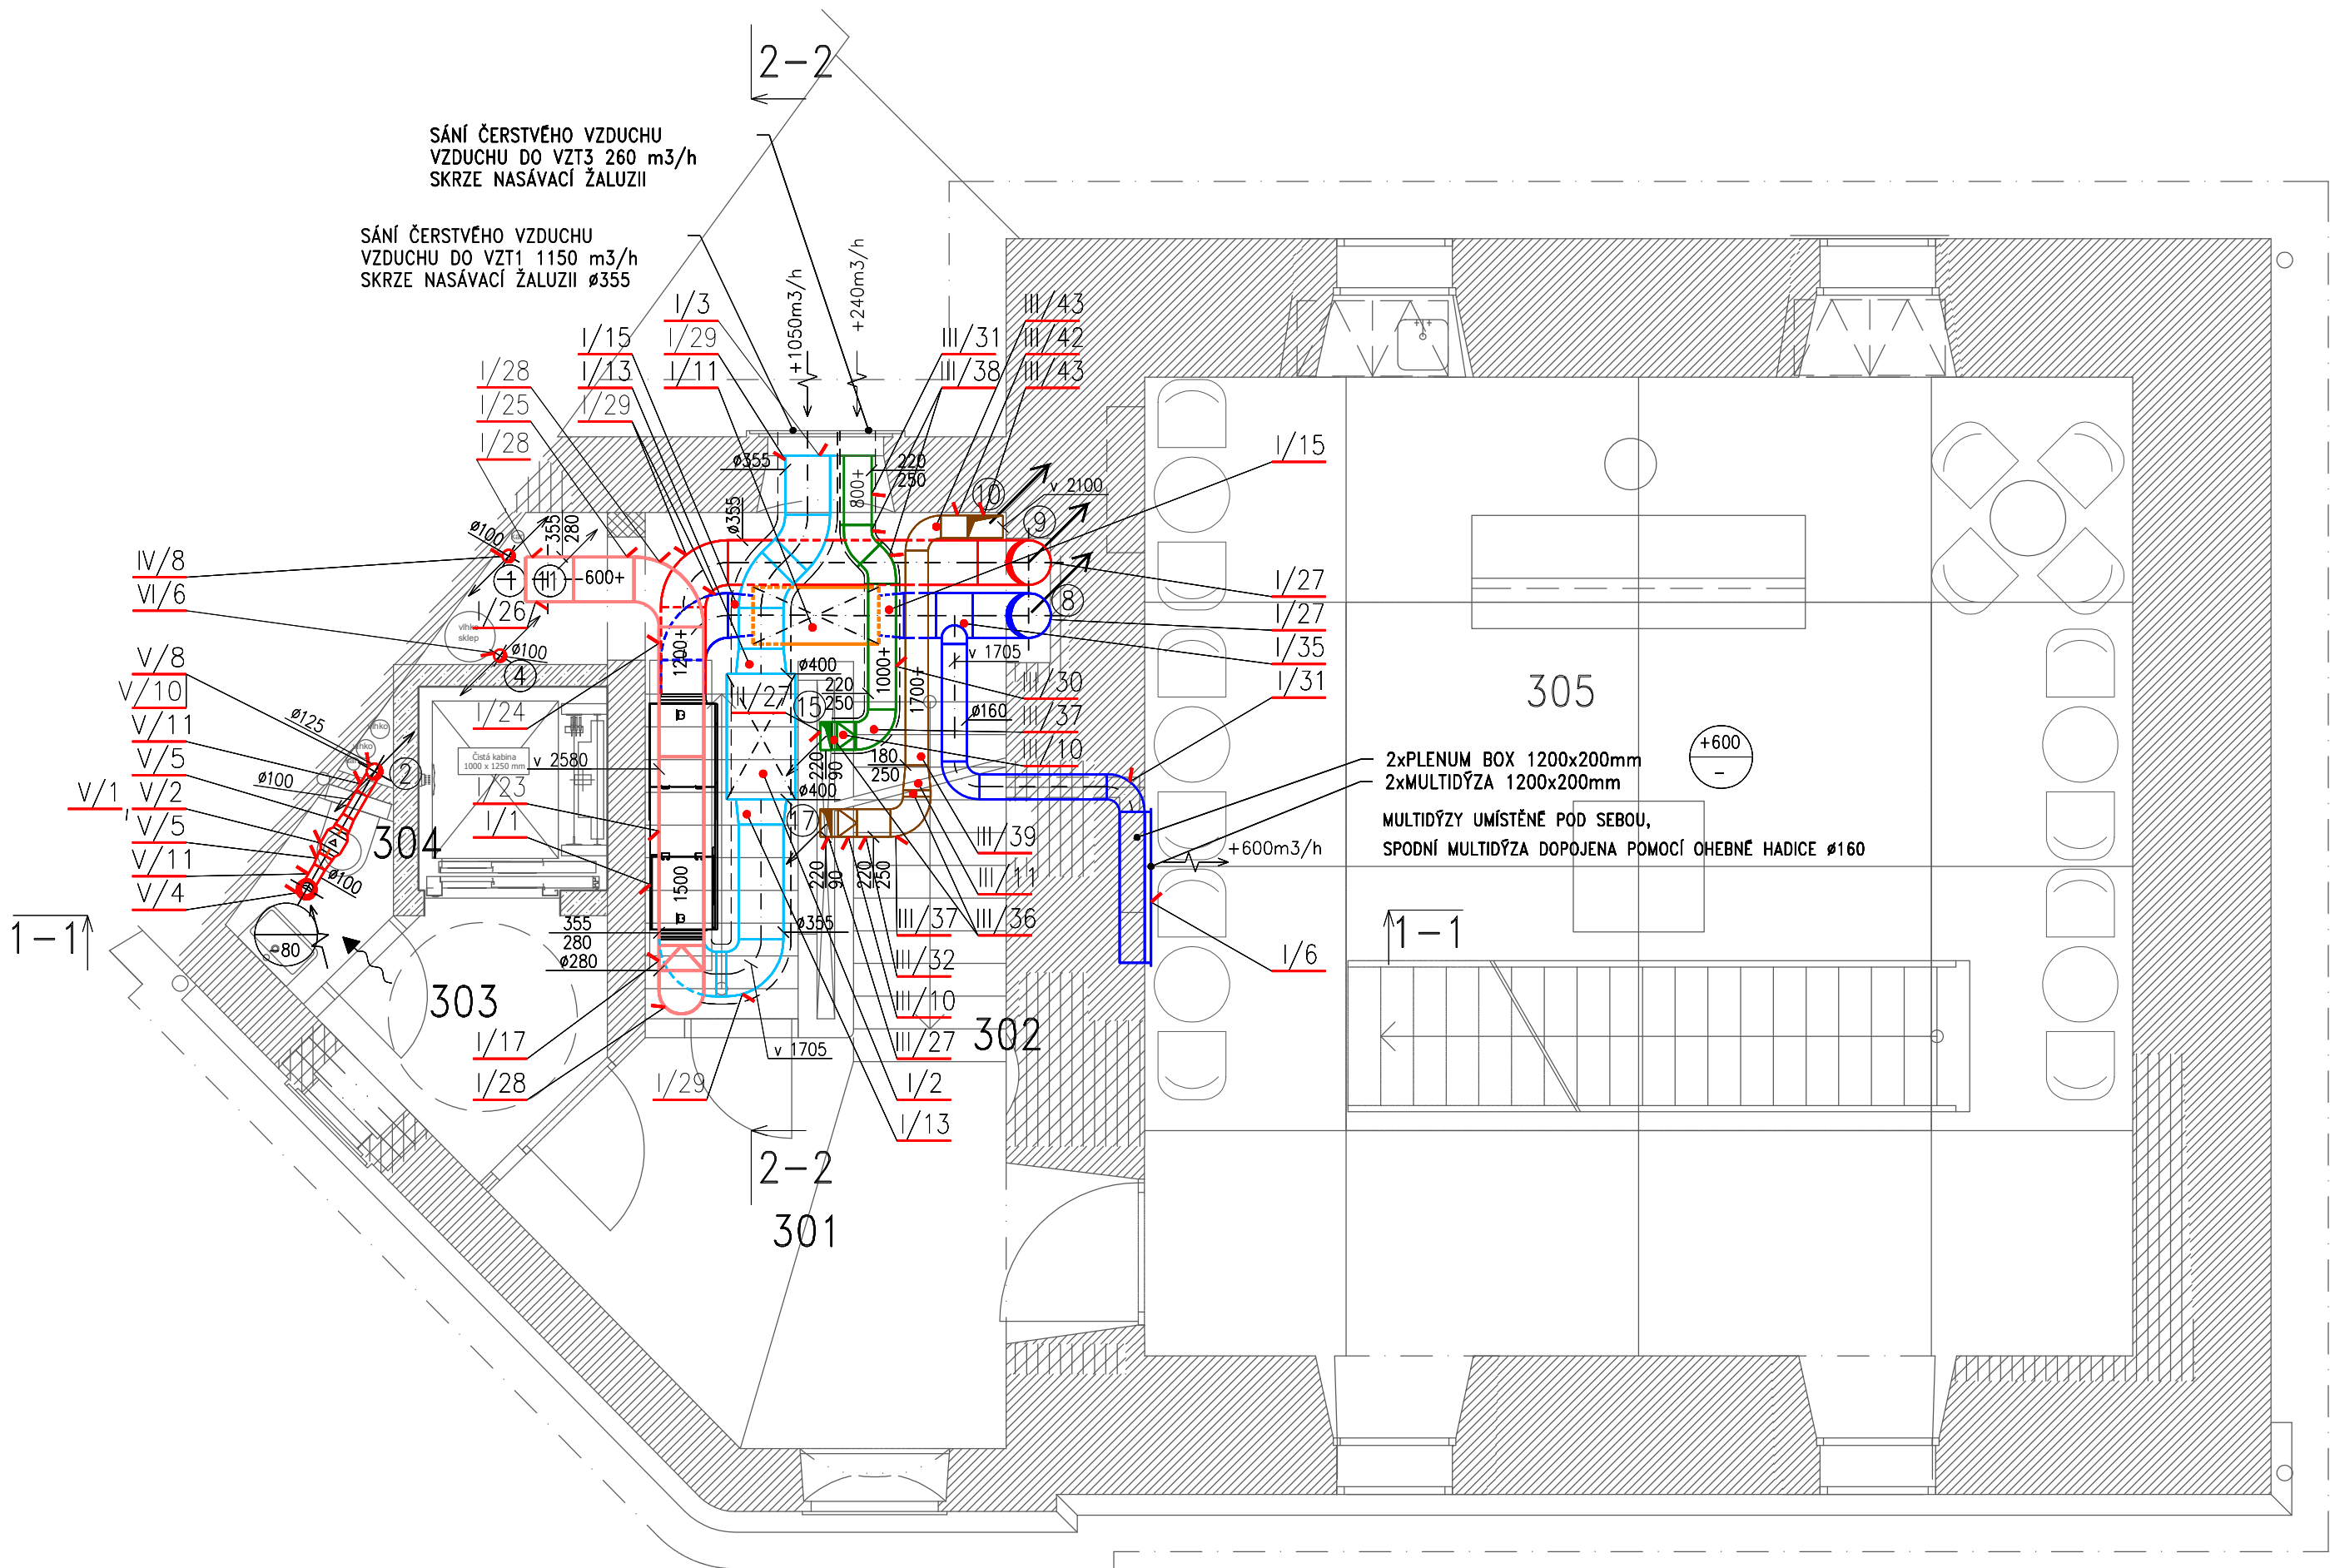 2-2
SÁNÍ ČERSTVÉHO VZDUCHU
VZDUCHU DO VZT3 260 m3/h
SKRZE NASÁVACÍ ŽALUZII
SÁNÍ ČERSTVÉHO VZDUCHU
VZDUCHU DO VZT1 1150 m3/h
SKRZE NASÁVACÍ ŽALUZII ø355
+1050m3/h
+240m3/h
I/3
I/15
I/29
I/13
I/11
I/29
I/28
I/25
I/28
III/43
III/31
III/42
III/38
III/43
I/15
ø355
220
250
800+
ø355
10
v 2100
9
8
ø100
355
280
1
11
600+
IV/8
VI/6
I/26
vlhko
sklep
ø100
4
I/27
I/27
I/35
I/31
1200+
ø400
220
250
1000+
1700+
v 1705
III/30
III/37
III/10
ø160
V/8
V/10
V/11
V/5
V/1,
V/2
V/5
V/11
V/4
ø125
vlhko
vlhko
2
ø100
304
ø100
80
I/24
Čistá kabina
1000 x 1250 mm
I/23
I/1
v 2580
1500
II/27
15
220
90
180
250
ø400
17
220
90
220
250
III/39
III/11
III/37
III/36
305
2xPLENUM BOX 1200x200mm
2xMULTIDÝZA 1200x200mm
+600
–
MULTIDÝZY UMÍSTĚNÉ POD SEBOU,
SPODNÍ MULTIDÝZA DOPOJENA POMOCÍ OHEBNÉ HADICE ø160
+600m3/h
1-1
1-1
355
280
ø280
ø355
III/32
I/6
303
III/10
302
I/17
v 1705
III/27
I/28
I/29
I/2
I/13
2-2
301